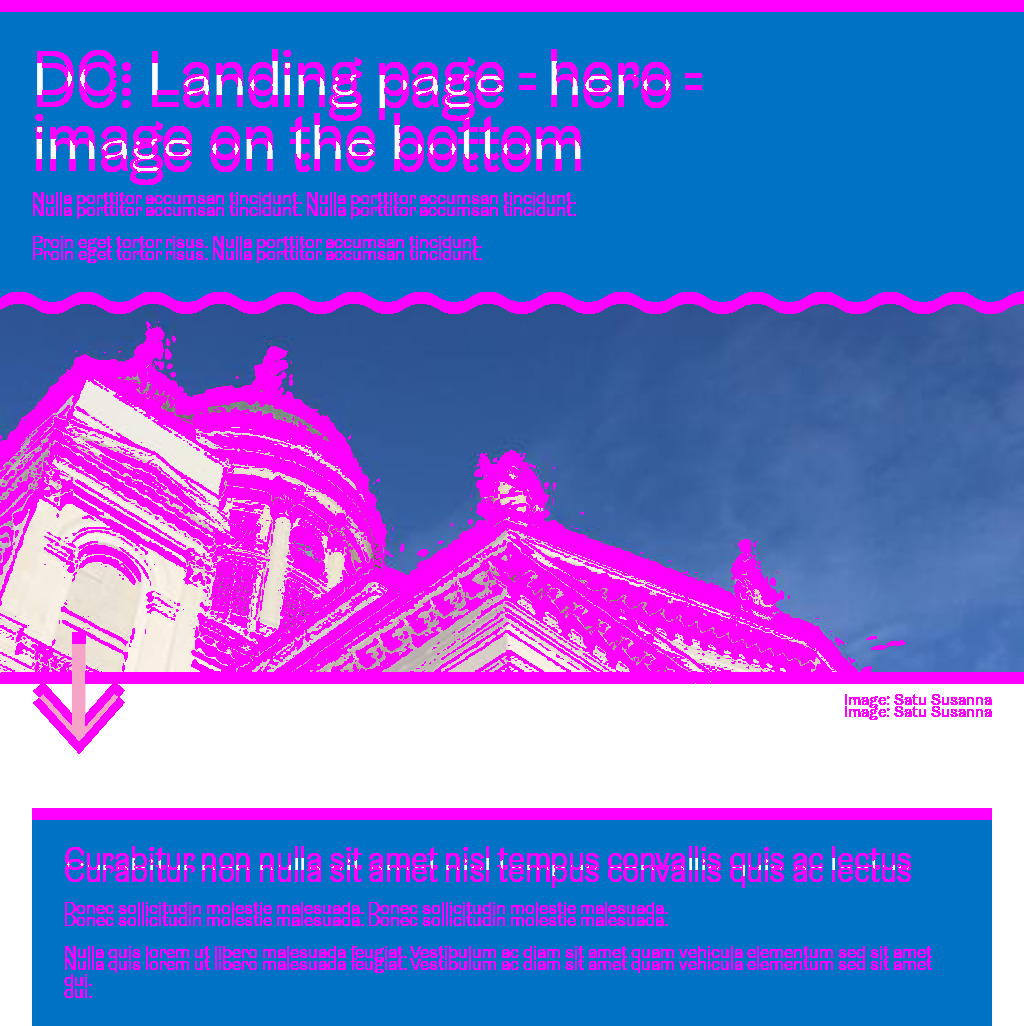 DC: Landing page - hero -
image on the bottom
Nulla porttitor accumsan tincidunt. Nulla porttitor accumsan tincidunt.
Proin eget tortor risus. Nulla porttitor accumsan tincidunt.
Image: Satu Susanna
Curabitur non nulla sit amet nisl tempus convallis quis ac lectus
Donec sollicitudin molestie malesuada. Donec sollicitudin molestie malesuada.
Nulla quis lorem ut libero malesuada feugiat. Vestibulum ac diam sit amet quam vehicula elementum sed sit amet
dui.